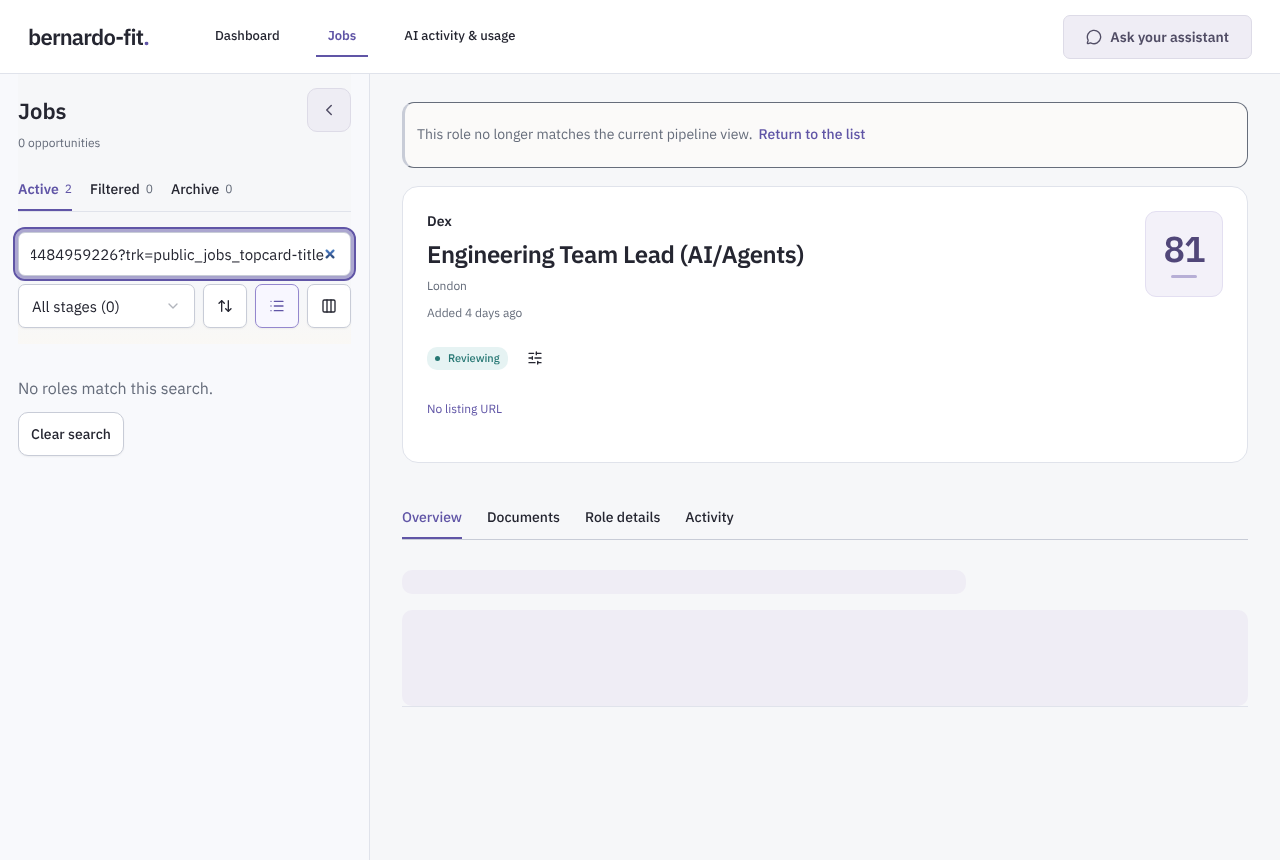 bernardo-fit.
Dashboard
Jobs
AI activity & usage
Ask your assistant
Jobs
0 opportunities
Active 2
Filtered 0
Archive 0
4484959226?trk=public_jobs_topcard-title
All stages (0)
No roles match this search.
Clear search
This role no longer matches the current pipeline view. Return to the list
Dex
Engineering Team Lead (AI/Agents)
81
London
Added 4 days ago
Reviewing
No listing URL
Overview
Documents
Role details
Activity